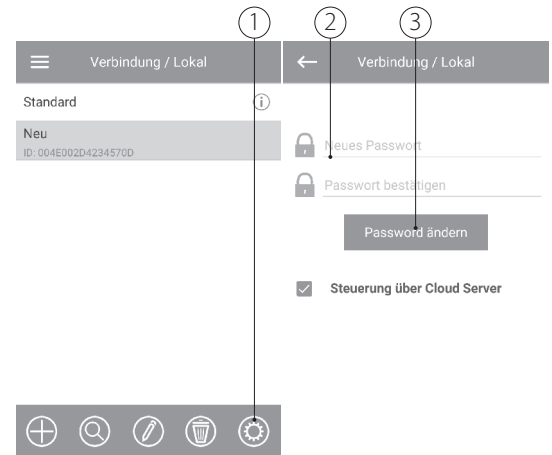 1
2
3
Verbindung / Lokal
Standard
i
Neu
ID: 004E002D4234570D
Verbindung / Lokal
Neues Passwort
Passwort bestätigen
Password ändern
Steuerung über Cloud Server